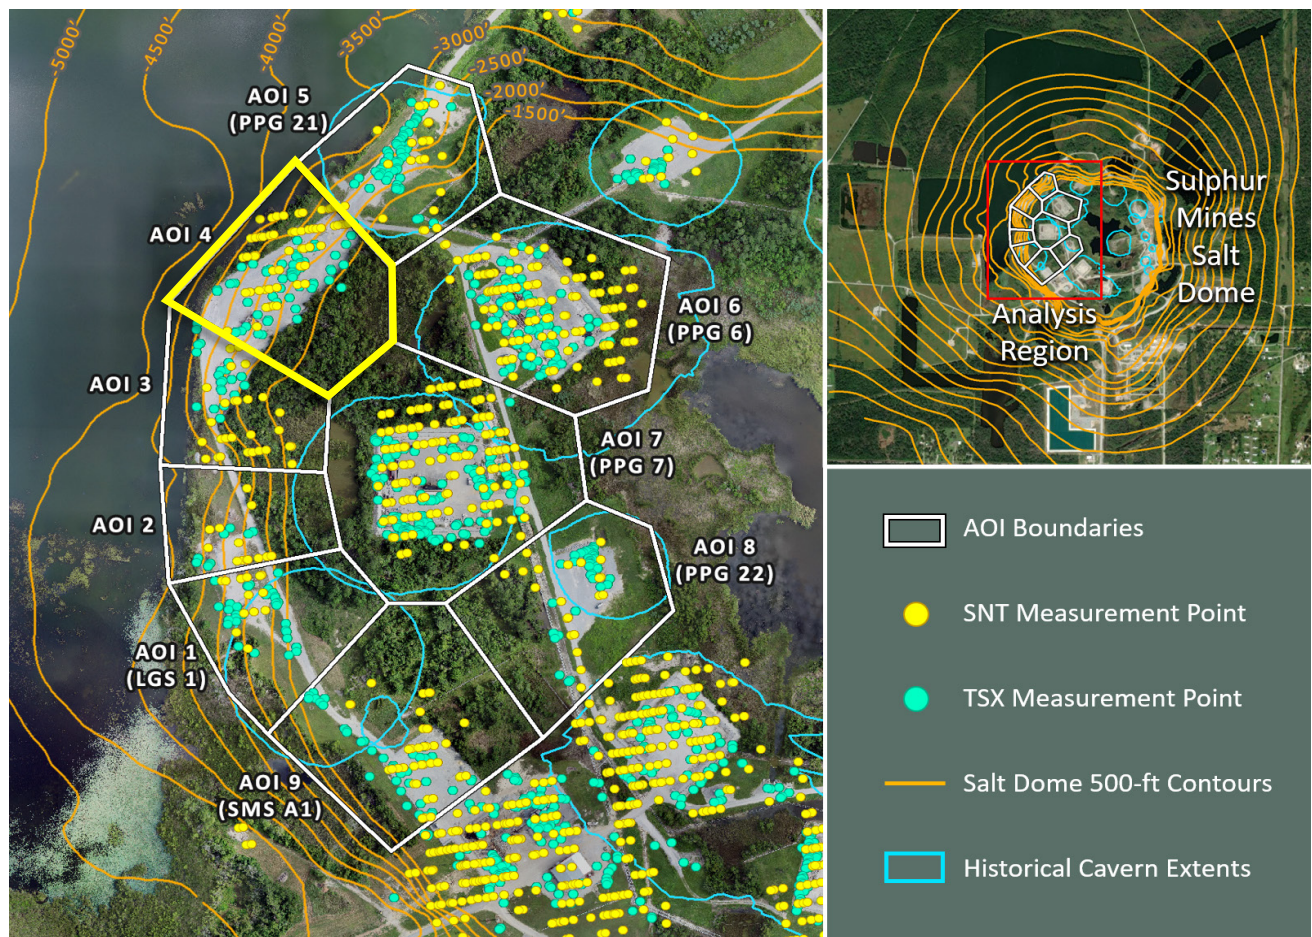 -5000'
-4500'
-4000'
-3500'
-3000'
-2500'
-2000'
-1500'
AOI 5
(PPG 21)
AOI 4
AOI 3
AOI 2
AOI 1
(LGS 1)
AOI 9
(SMS A1)
AOI 6
(PPG 6)
AOI 7
(PPG 7)
AOI 8
(PPG 22)
Sulphur
Mines
Salt
Dome
Analysis
Region
AOI Boundaries
SNT Measurement Point
TSX Measurement Point
Salt Dome 500-ft Contours
Historical Cavern Extents